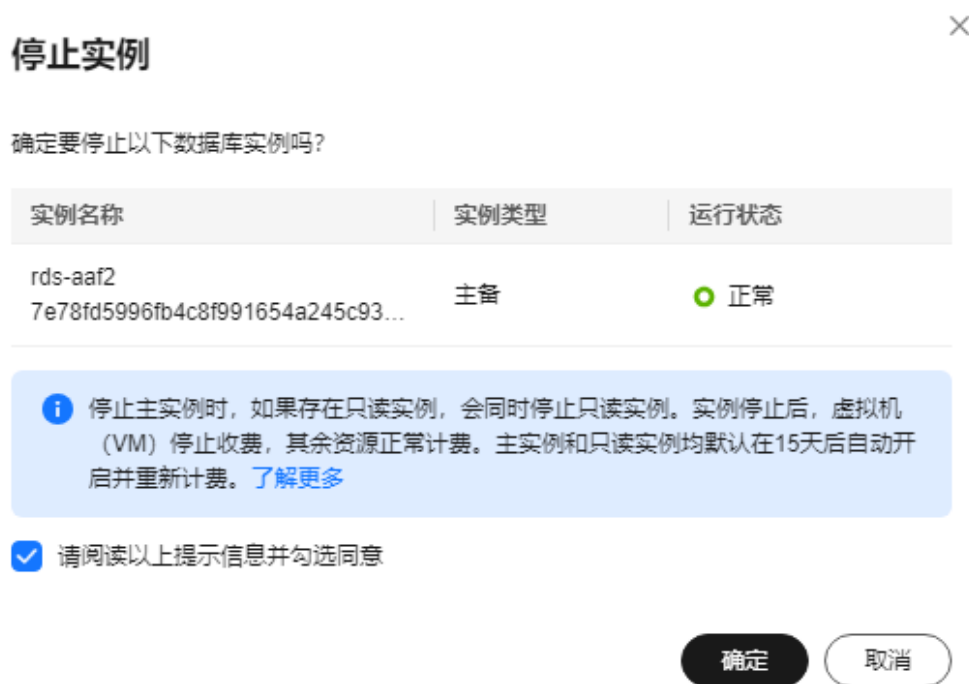 停止实例
确定要停止以下数据库实例吗？
实例名称 实例类型 运行状态
rds-aaf2
7e78fd5996fb4c8f991654a245c93...
主备 正常
停止主实例时，如果存在只读实例，会同时停止只读实例。实例停止后，虚拟机
（VM）停止收费，其余资源正常计费。主实例和只读实例均默认在15天后自动开
启并重新计费。了解更多
请阅读以上提示信息并勾选同意
确定 取消